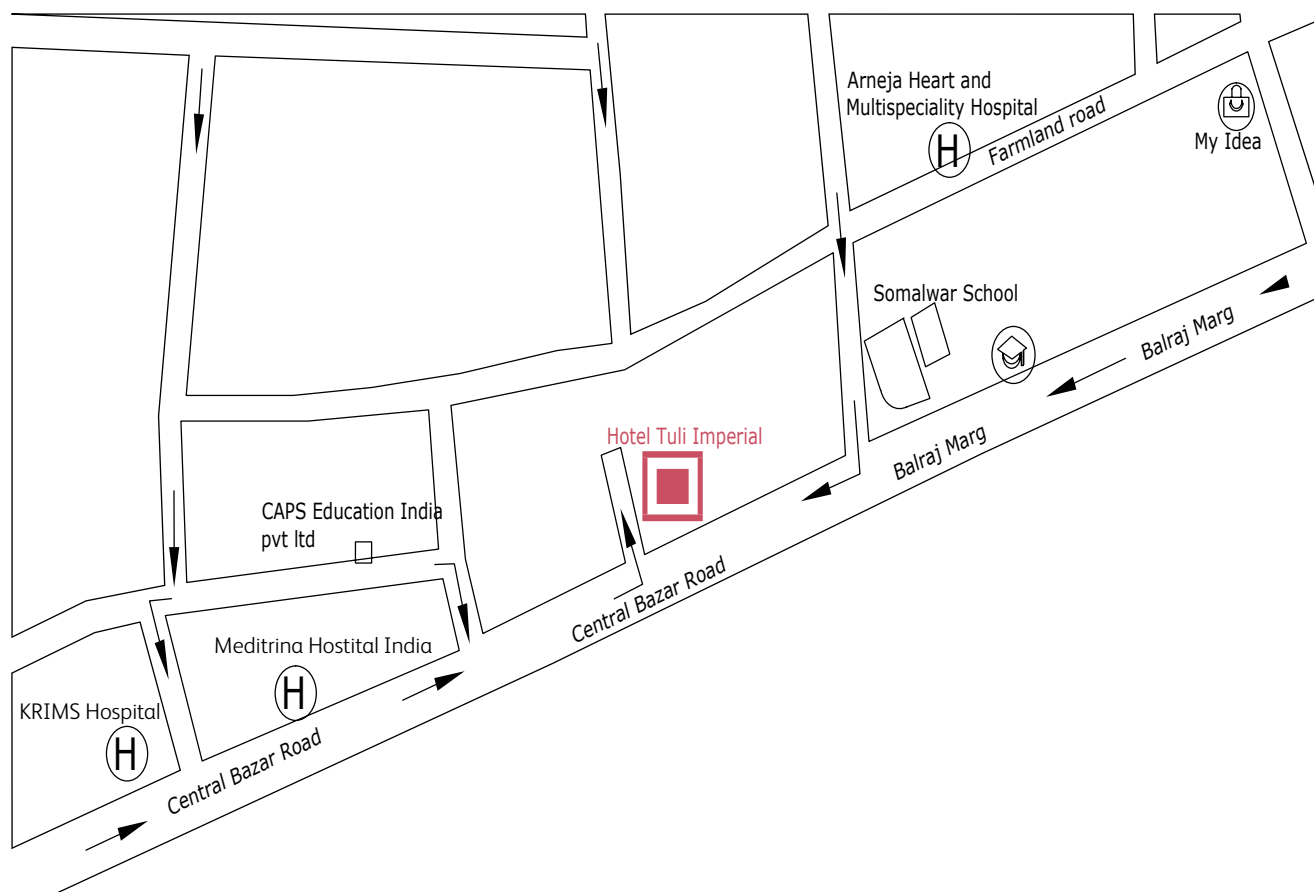 Arneja Heart and
Multispeciality Hospital
H
Farmland road
My Idea
Somalwar School
Balraj Marg
Balraj Marg
Hotel Tuli Imperial
CAPS Education India
pvt ltd
Central Bazar Road
Meditrina Hostital India
H
KRIMS Hospital
H
Central Bazar Road